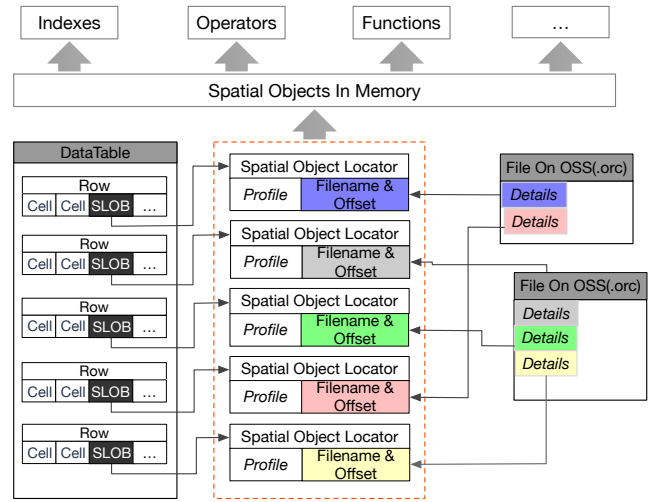 Indexes
Operators
Functions
...
Spatial Objects In Memory
DataTable
Row
Cell Cell SLOB ...
Row
Cell Cell SLOB ...
Row
Cell Cell SLOB ...
Row
Cell Cell SLOB ...
Row
Cell Cell SLOB ...
Spatial Object Locator
Profile
Filename &
Offset
Spatial Object Locator
Profile
Filename &
Offset
Spatial Object Locator
Profile
Filename &
Offset
Spatial Object Locator
Profile
Filename &
Offset
Spatial Object Locator
Profile
Filename &
Offset
File On OSS(.orc)
Details
Details
File On OSS(.orc)
Details
Details
Details